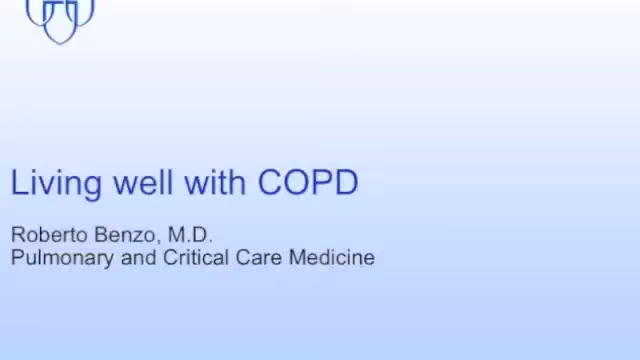 Living well with COPD
Roberto Benzo, M.D.
Pulmonary and Critical Care Medicine